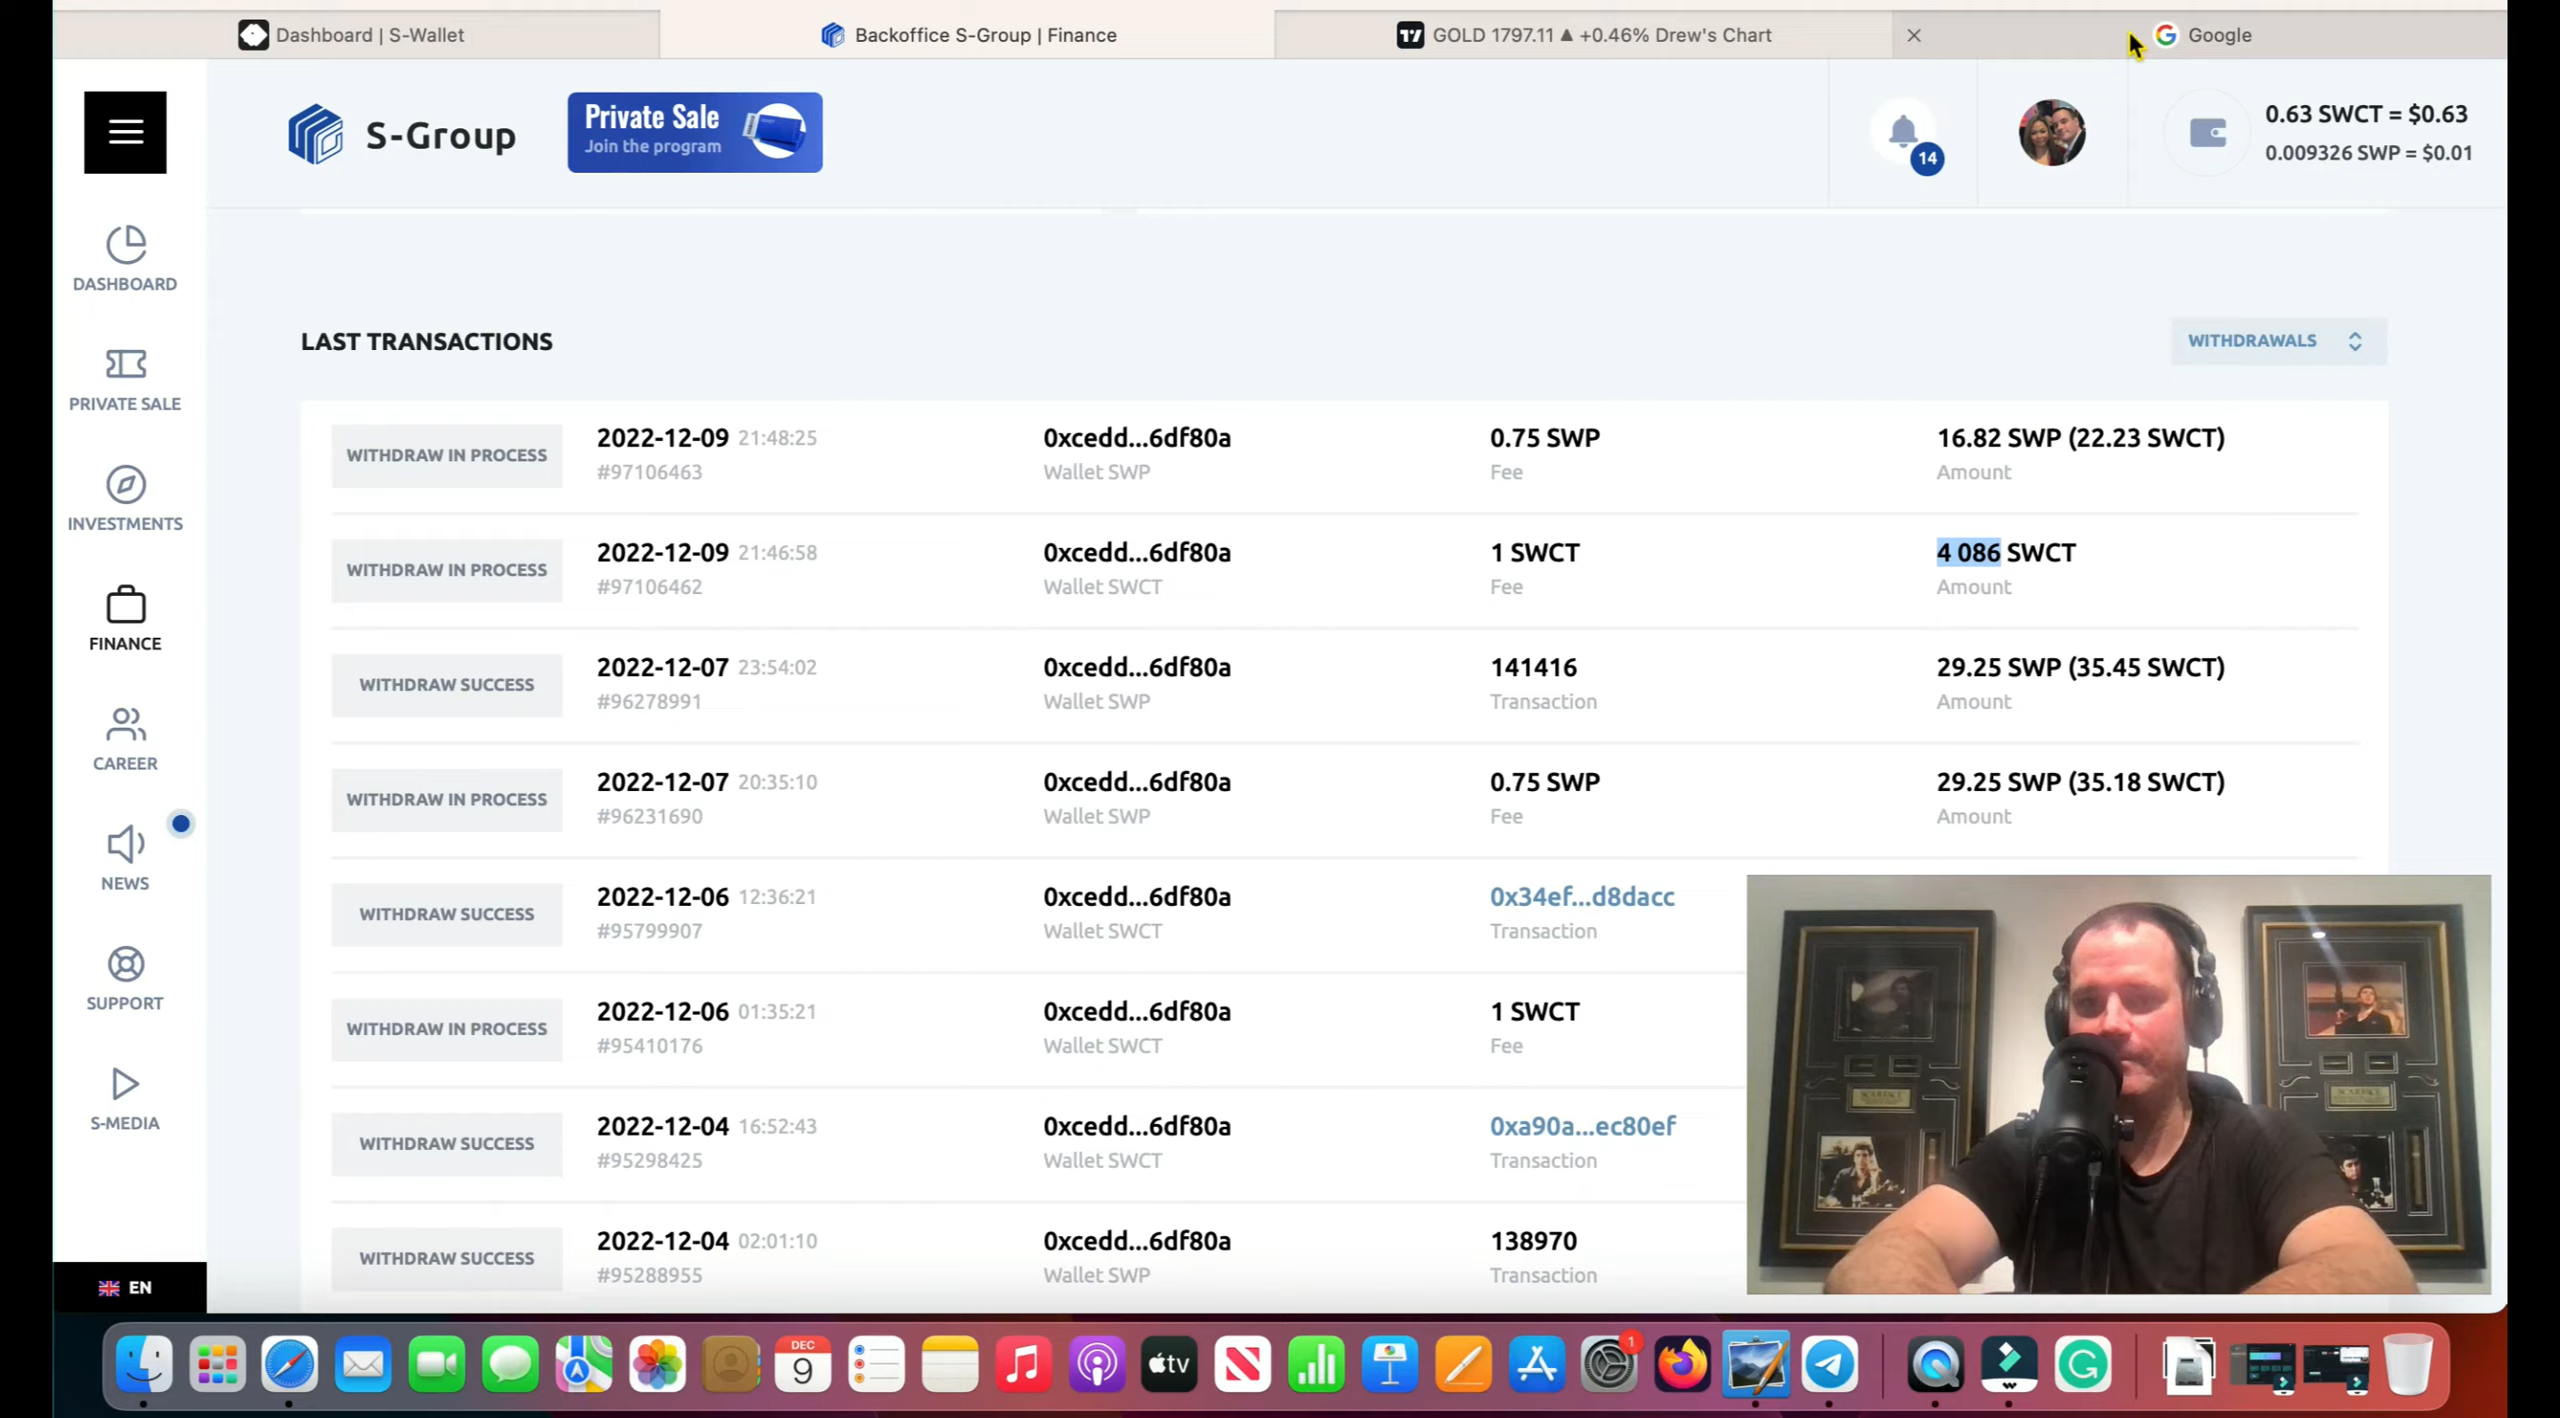 Dashboard | S-Wallet
Backoffice S-Group | Finance
GOLD 1797.11 ▲ +0.46% Drew's Chart
Google
S-Group
Private Sale
Join the program
14
0.63 SWCT = $0.63
0.009326 SWP = $0.01
DASHBOARD
PRIVATE SALE
INVESTMENTS
FINANCE
CAREER
NEWS
SUPPORT
S-MEDIA
EN
LAST TRANSACTIONS
WITHDRAWALS
WITHDRAW IN PROCESS
2022-12-09 21:48:25
#97106463
0xcedd...6df80a
Wallet SWP
0.75 SWP
Fee
16.82 SWP (22.23 SWCT)
Amount
WITHDRAW IN PROCESS
2022-12-09 21:46:58
#97106462
0xcedd...6df80a
Wallet SWCT
1 SWCT
Fee
4 086 SWCT
Amount
WITHDRAW SUCCESS
2022-12-07 23:54:02
#96278991
0xcedd...6df80a
Wallet SWP
141416
Transaction
29.25 SWP (35.45 SWCT)
Amount
WITHDRAW IN PROCESS
2022-12-07 20:35:10
#96231690
0xcedd...6df80a
Wallet SWP
0.75 SWP
Fee
29.25 SWP (35.18 SWCT)
Amount
WITHDRAW SUCCESS
2022-12-06 12:36:21
#95799907
0xcedd...6df80a
Wallet SWCT
0x34ef...d8dacc
Transaction
WITHDRAW IN PROCESS
2022-12-06 01:35:21
#95410176
0xcedd...6df80a
Wallet SWCT
1 SWCT
Fee
WITHDRAW SUCCESS
2022-12-04 16:52:43
#95298425
0xcedd...6df80a
Wallet SWCT
0xa90a...ec80ef
Transaction
WITHDRAW SUCCESS
2022-12-04 02:01:10
#95288955
0xcedd...6df80a
Wallet SWP
138970
Transaction
SCARFACE
SCARFACE
DEC
9
tv
1